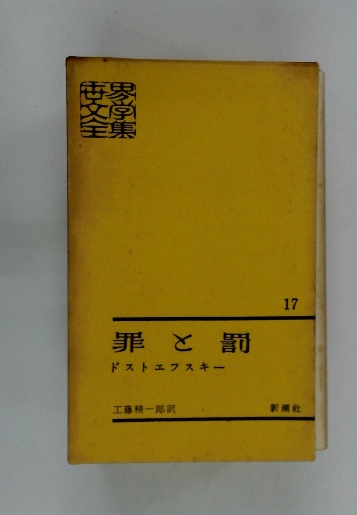 世界文学全集
17
罪と罰
ドストエフスキー
工藤精一郎訳 新潮社